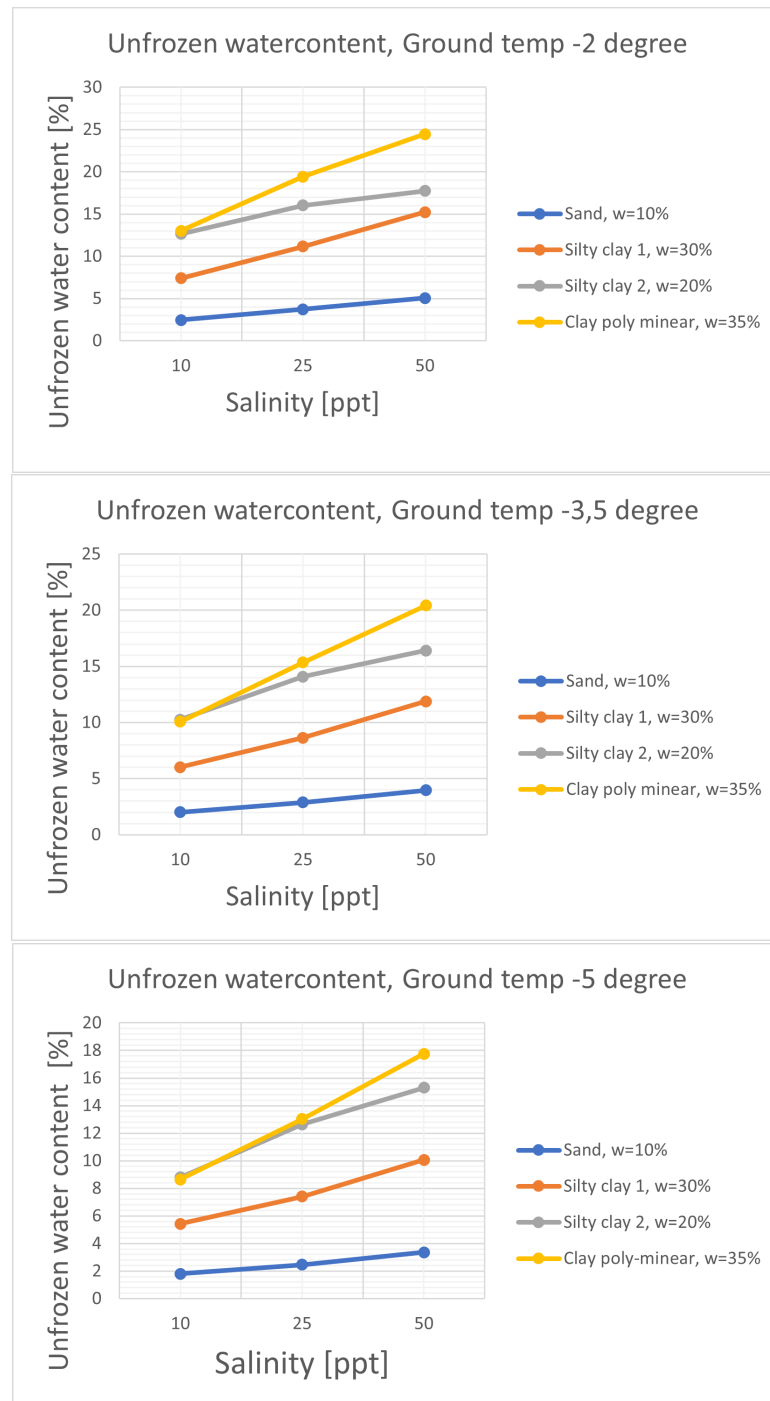 Unfrozen watercontent, Ground temp -2 degree
Unfrozen water content [%]
30
25
20
15
10
5
0
10 25 50
Salinity [ppt]
Sand, w=10%
Silty clay 1, w=30%
Silty clay 2, w=20%
Clay poly minear, w=35%
Unfrozen watercontent, Ground temp -3,5 degree
Unfrozen water content [%]
25
20
15
10
5
0
10 25 50
Salinity [ppt]
Sand, w=10%
Silty clay 1, w=30%
Silty clay 2, w=20%
Clay poly minear, w=35%
Unfrozen watercontent, Ground temp -5 degree
Unfrozen water content [%]
20
18
16
14
12
10
8
6
4
2
0
10 25 50
Salinity [ppt]
Sand, w=10%
Silty clay 1, w=30%
Silty clay 2, w=20%
Clay poly-minear, w=35%